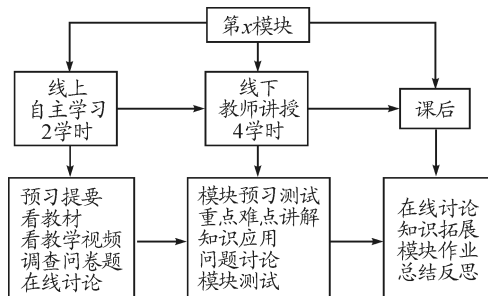 第x模块
线上
自主学习
2学时
线下
教师讲授
4学时
课后
预习提要
看教材
看教学视频
调查问卷题
在线讨论
模块预习测试
重点难点讲解
知识应用
问题讨论
模块测试
在线讨论
知识拓展
模块作业
总结反思